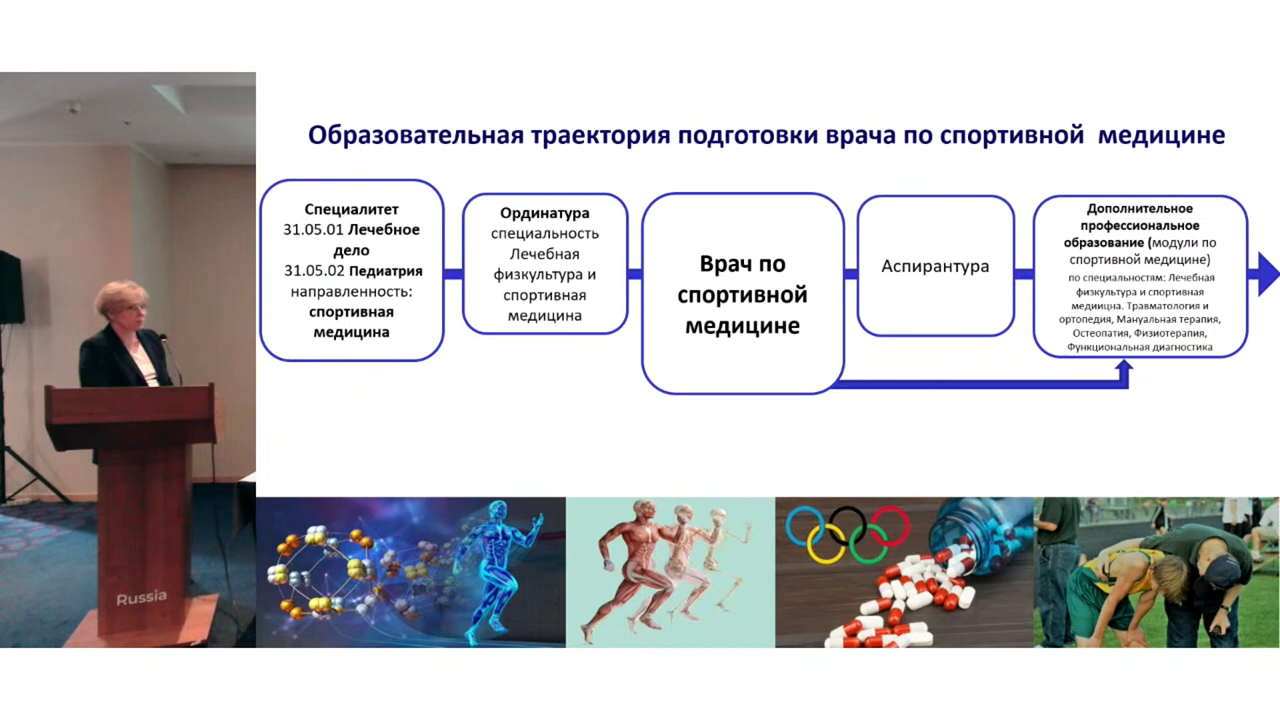 Образовательная траектория подготовки врача по спортивной медицине
Специалитет
31.05.01 Лечебное
дело
31.05.02 Педиатрия
направленность:
спортивная
медицина
Ординатура
специальность
Лечебная
физкультура и
спортивная
медицина
Врач по
спортивной
медицине
Аспирантура
Дополнительное
профессиональное
образование (модули по
спортивной медицине)
по специальностям: Лечебная
физкультура и спортивная
медиицна. Травматология и
ортопедия, Мануальная терапия,
Остеопатия, Физиотерапия,
Функциональная диагностика
Russia